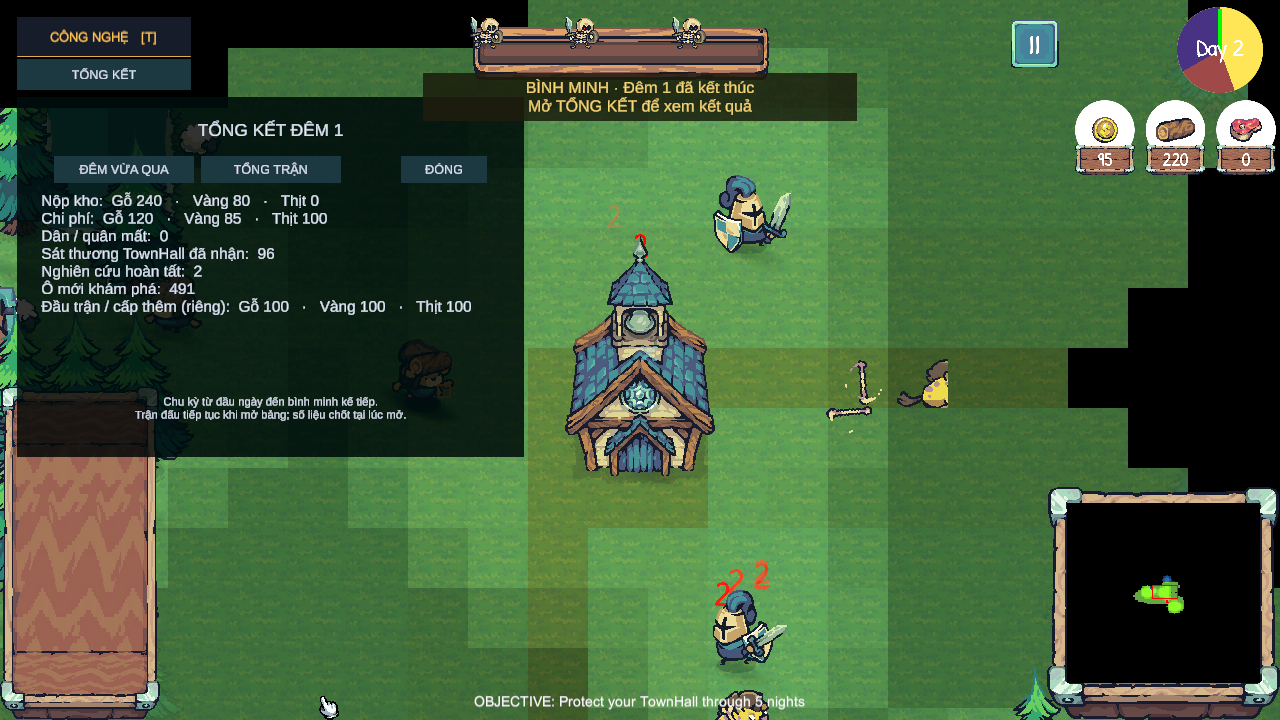 CÔNG NGHỆ [T]
TỔNG KẾT
BÌNH MINH · Đêm 1 đã kết thúc
Mở TỔNG KẾT để xem kết quả
Day 2
95
220
0
TỔNG KẾT ĐÊM 1
ĐÊM VỪA QUA
TỔNG TRẬN
ĐÓNG
Nộp kho: Gỗ 240 · Vàng 80 · Thịt 0
Chi phí: Gỗ 120 · Vàng 85 · Thịt 100
Dân / quân mất: 0
Sát thương TownHall đã nhận: 96
Nghiên cứu hoàn tất: 2
Ô mới khám phá: 491
Đầu trận / cấp thêm (riêng): Gỗ 100 · Vàng 100 · Thịt 100
Chu kỳ từ đầu ngày đến bình minh kế tiếp.
Trận đấu tiếp tục khi mở bảng; số liệu chốt tại lúc mở.
2
2
2
2
OBJECTIVE: Protect your TownHall through 5 nights